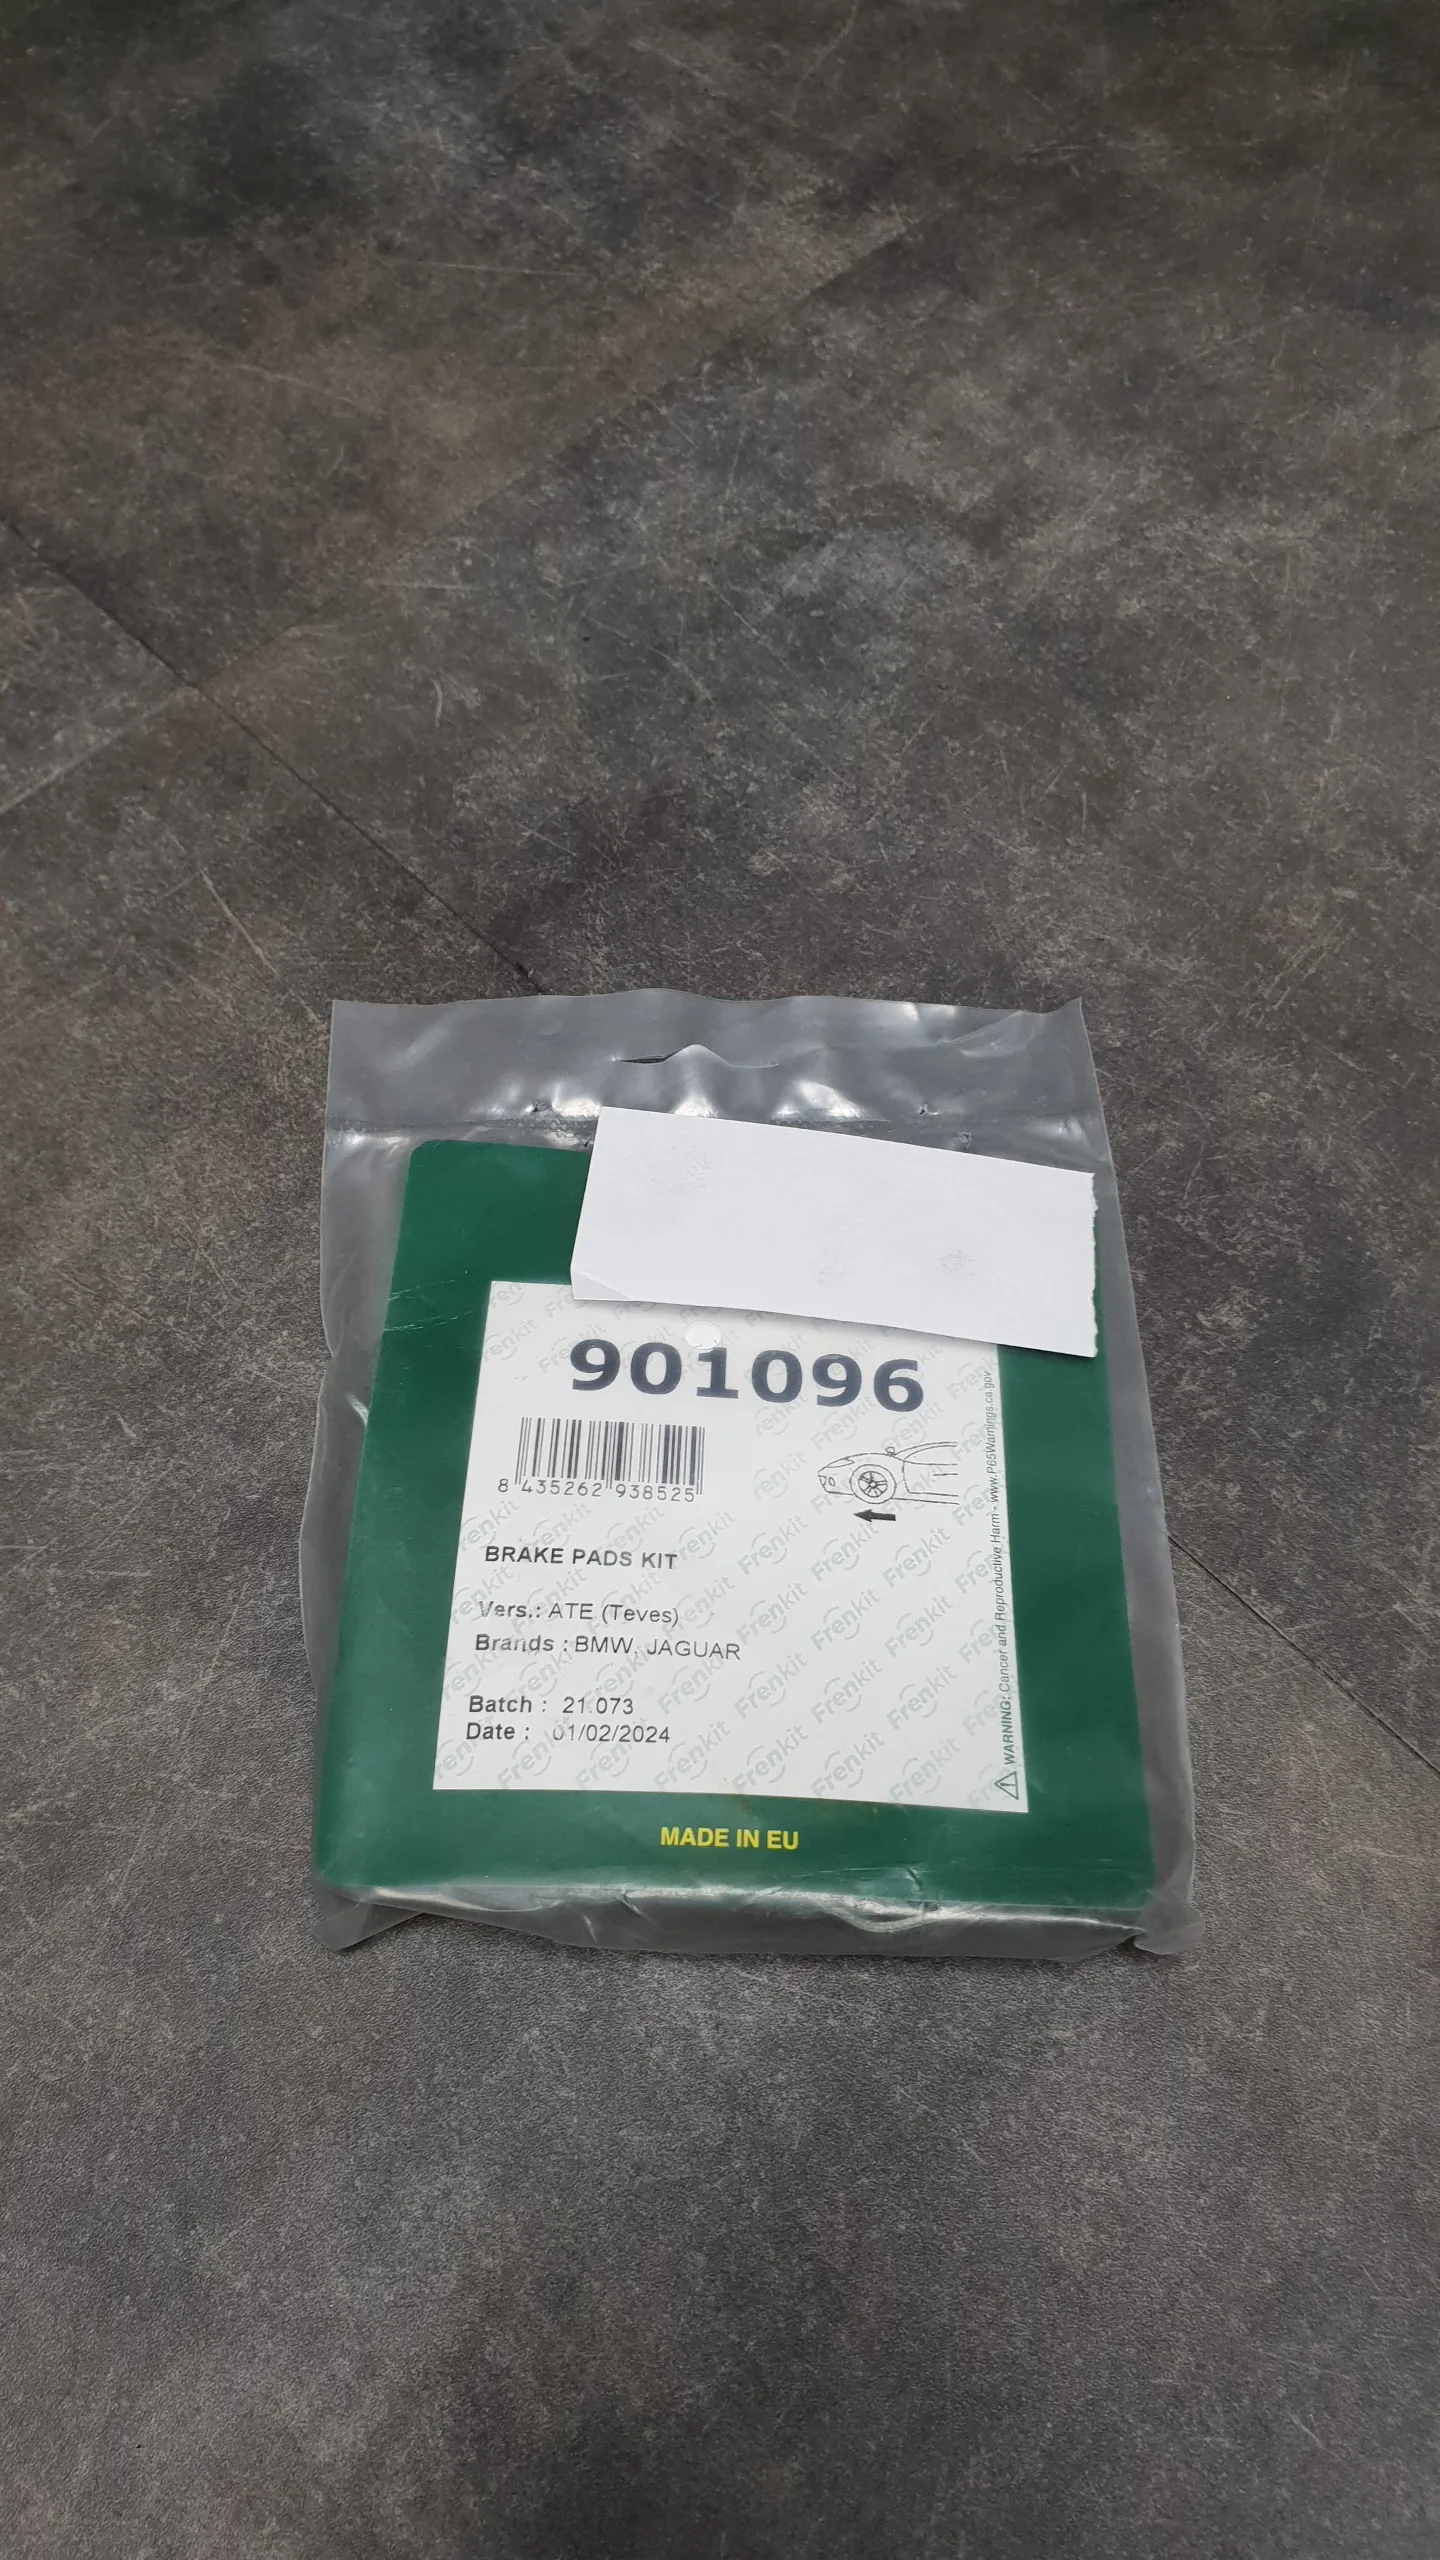 901096
8 435262 938525
BRAKE PADS KIT
Vers.: ATE (Teves)
Brands : BMW, JAGUAR
Batch : 21.073
Date : 01/02/2024
WARNING: Cancer and Reproductive Harm - www.P65Warnings.ca.gov
MADE IN EU
Frenkit